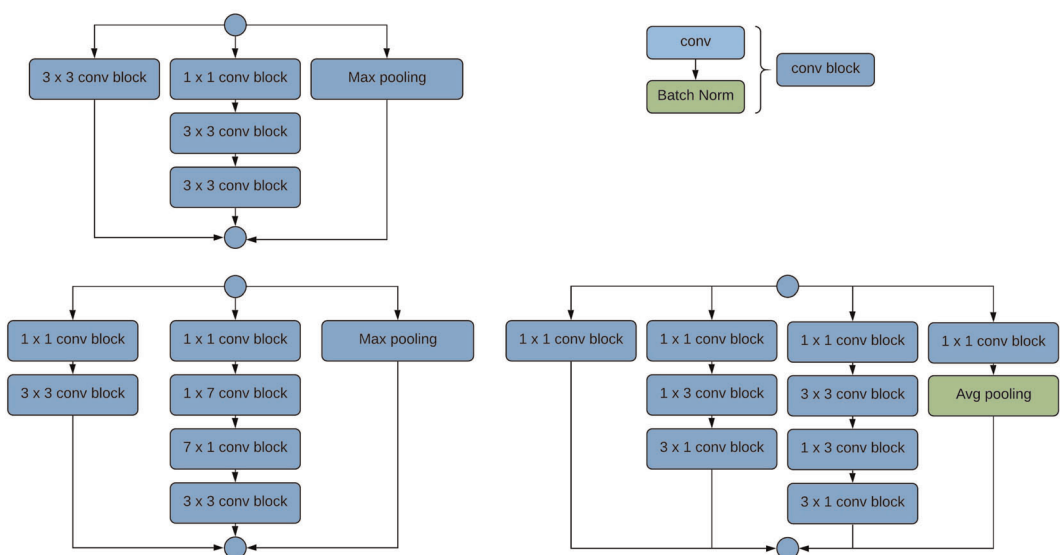 3 x 3 conv block
1 x 1 conv block
Max pooling
3 x 3 conv block
3 x 3 conv block
conv
Batch Norm
conv block
1 x 1 conv block
3 x 3 conv block
1 x 1 conv block
1 x 7 conv block
7 x 1 conv block
3 x 3 conv block
Max pooling
1 x 1 conv block
1 x 1 conv block
1 x 3 conv block
3 x 1 conv block
1 x 1 conv block
3 x 3 conv block
1 x 3 conv block
3 x 1 conv block
1 x 1 conv block
Avg pooling